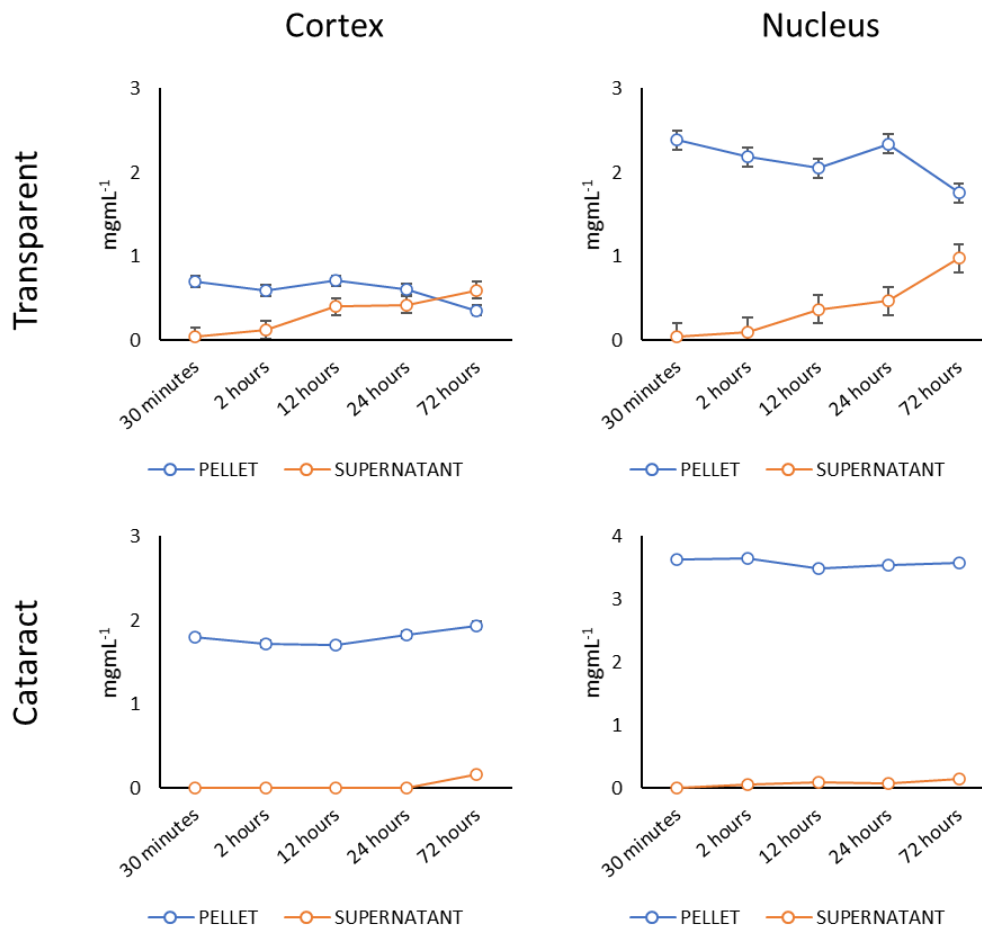 Cortex
Nucleus
Transparent
3
2
1
0
mgmL-1
30 minutes
2 hours
12 hours
24 hours
72 hours
PELLET
SUPERNATANT
3
2
1
0
mgmL-1
30 minutes
2 hours
12 hours
24 hours
72 hours
PELLET
SUPERNATANT
Cataract
3
2
1
0
mgmL-1
30 minutes
2 hours
12 hours
24 hours
72 hours
PELLET
SUPERNATANT
4
3
2
1
0
mgmL-1
30 minutes
2 hours
12 hours
24 hours
72 hours
PELLET
SUPERNATANT